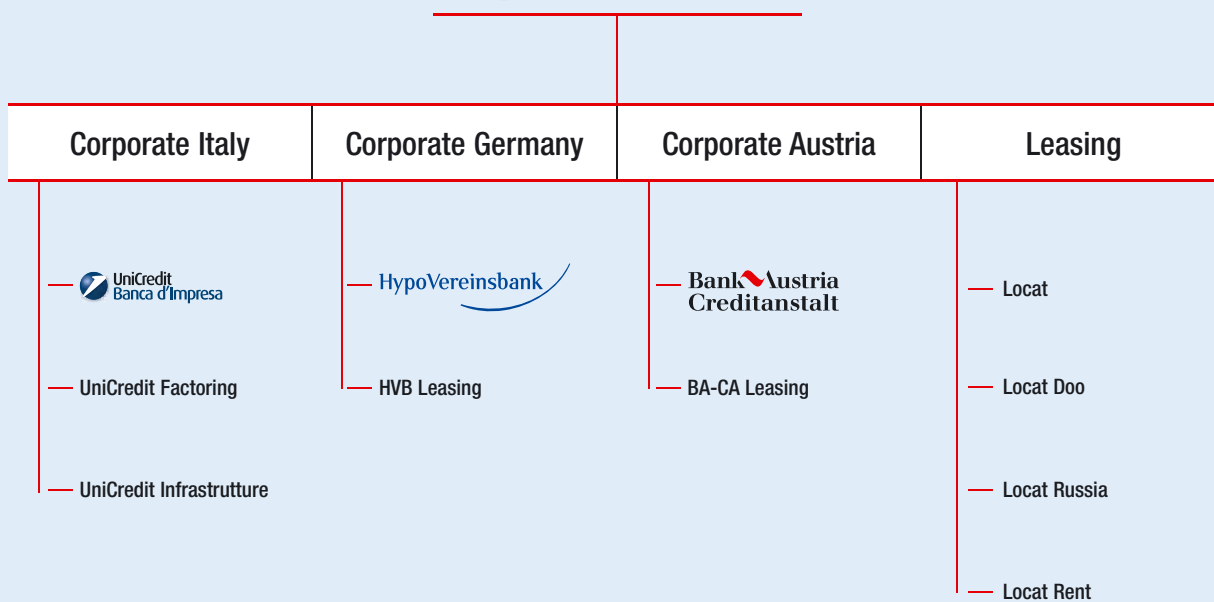 Corporate Italy
Corporate Germany
Corporate Austria
Leasing
UniCredit
Banca d'Impresa
UniCredit Factoring
UniCredit Infrastrutture
HypoVereinsbank
HVB Leasing
Bank Austria
Creditanstalt
BA-CA Leasing
Locat
Locat Doo
Locat Russia
Locat Rent